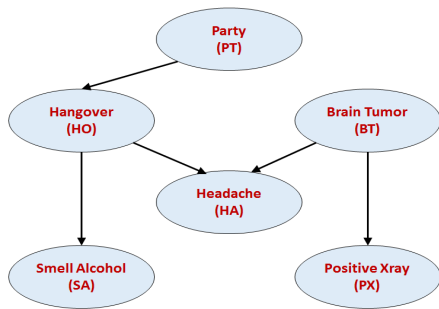 Party
(PT)
Hangover
(HO)
Brain Tumor
(BT)
Headache
(HA)
Smell Alcohol
(SA)
Positive Xray
(PX)